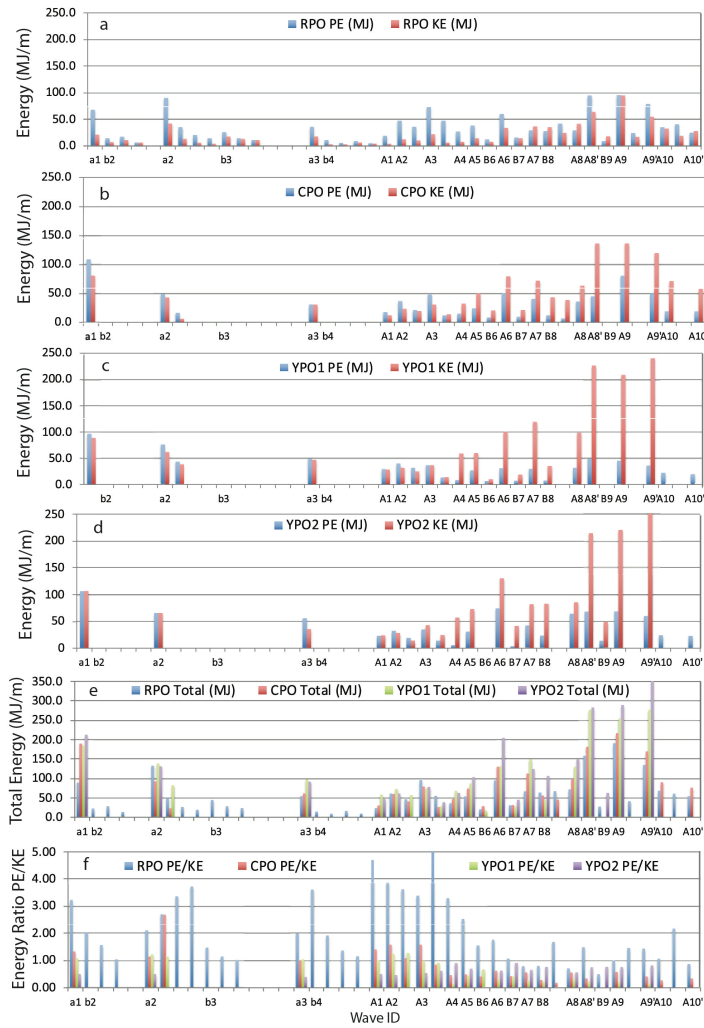 a
RPO PE (MJ) RPO KE (MJ)
Energy (MJ/m)
250.0
200.0
150.0
100.0
50.0
0.0
a1 b2 a2 b3 a3 b4 A1 A2 A3 A4 A5 B6 A6 B7 A7 B8 A8 A8' B9 A9 A9' A10 A10'
b
CPO PE (MJ) CPO KE (MJ)
Energy (MJ/m)
250.0
200.0
150.0
100.0
50.0
0.0
a1 b2 a2 b3 a3 b4 A1 A2 A3 A4 A5 B6 A6 B7 A7 B8 A8 A8' B9 A9 A9' A10 A10'
c
YPO1 PE (MJ) YPO1 KE (MJ)
Energy (MJ/m)
250.0
200.0
150.0
100.0
50.0
0.0
b2 a2 b3 a3 b4 A1 A2 A3 A4 A5 B6 A6 B7 A7 B8 A8 A8' B9 A9 A9' A10 A10'
d
YPO2 PE (MJ) YPO2 KE (MJ)
Energy (MJ/m)
250
200
150
100
50
0
a1 b2 a2 b3 a3 b4 A1 A2 A3 A4 A5 B6 A6 B7 A7 B8 A8 A8' B9 A9 A9' A10 A10'
e
RPO Total (MJ) CPO Total (MJ) YPO1 Total (MJ) YPO2 Total (MJ)
Total Energy (MJ/m)
350.0
300.0
250.0
200.0
150.0
100.0
50.0
0.0
a1 b2 a2 b3 a3 b4 A1 A2 A3 A4 A5 B6 A6 B7 A7 B8 A8 A8' B9 A9 A9' A10 A10'
f
RPO PE/KE CPO PE/KE YPO1 PE/KE YPO2 PE/KE
Energy Ratio PE/KE
5.00
4.00
3.00
2.00
1.00
0.00
a1 b2 a2 b3 a3 b4 A1 A2 A3 A4 A5 B6 A6 B7 A7 B8 A8 A8' B9 A9 A9' A10 A10'
Wave ID